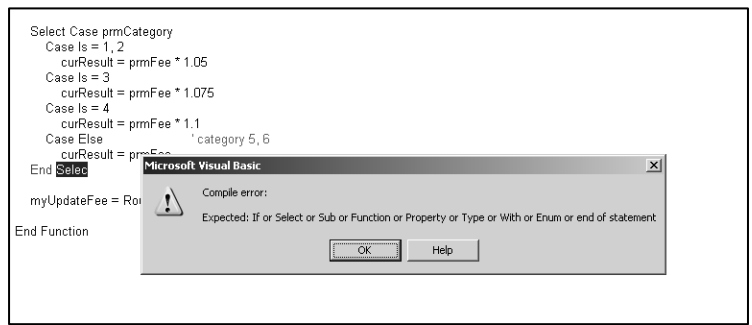 Select Case prmCategory
Case Is = 1, 2
curResult = prmFee * 1.05
Case Is = 3
curResult = prmFee * 1.075
Case Is = 4
curResult = prmFee * 1.1
Case Else ' category 5, 6
curResult = prmFee
End Selec
Microsoft Visual Basic
Compile error:
Expected: If or Select or Sub or Function or Property or Type or With or Enum or end of statement
OK Help
myUpdateFee = Rou
End Function